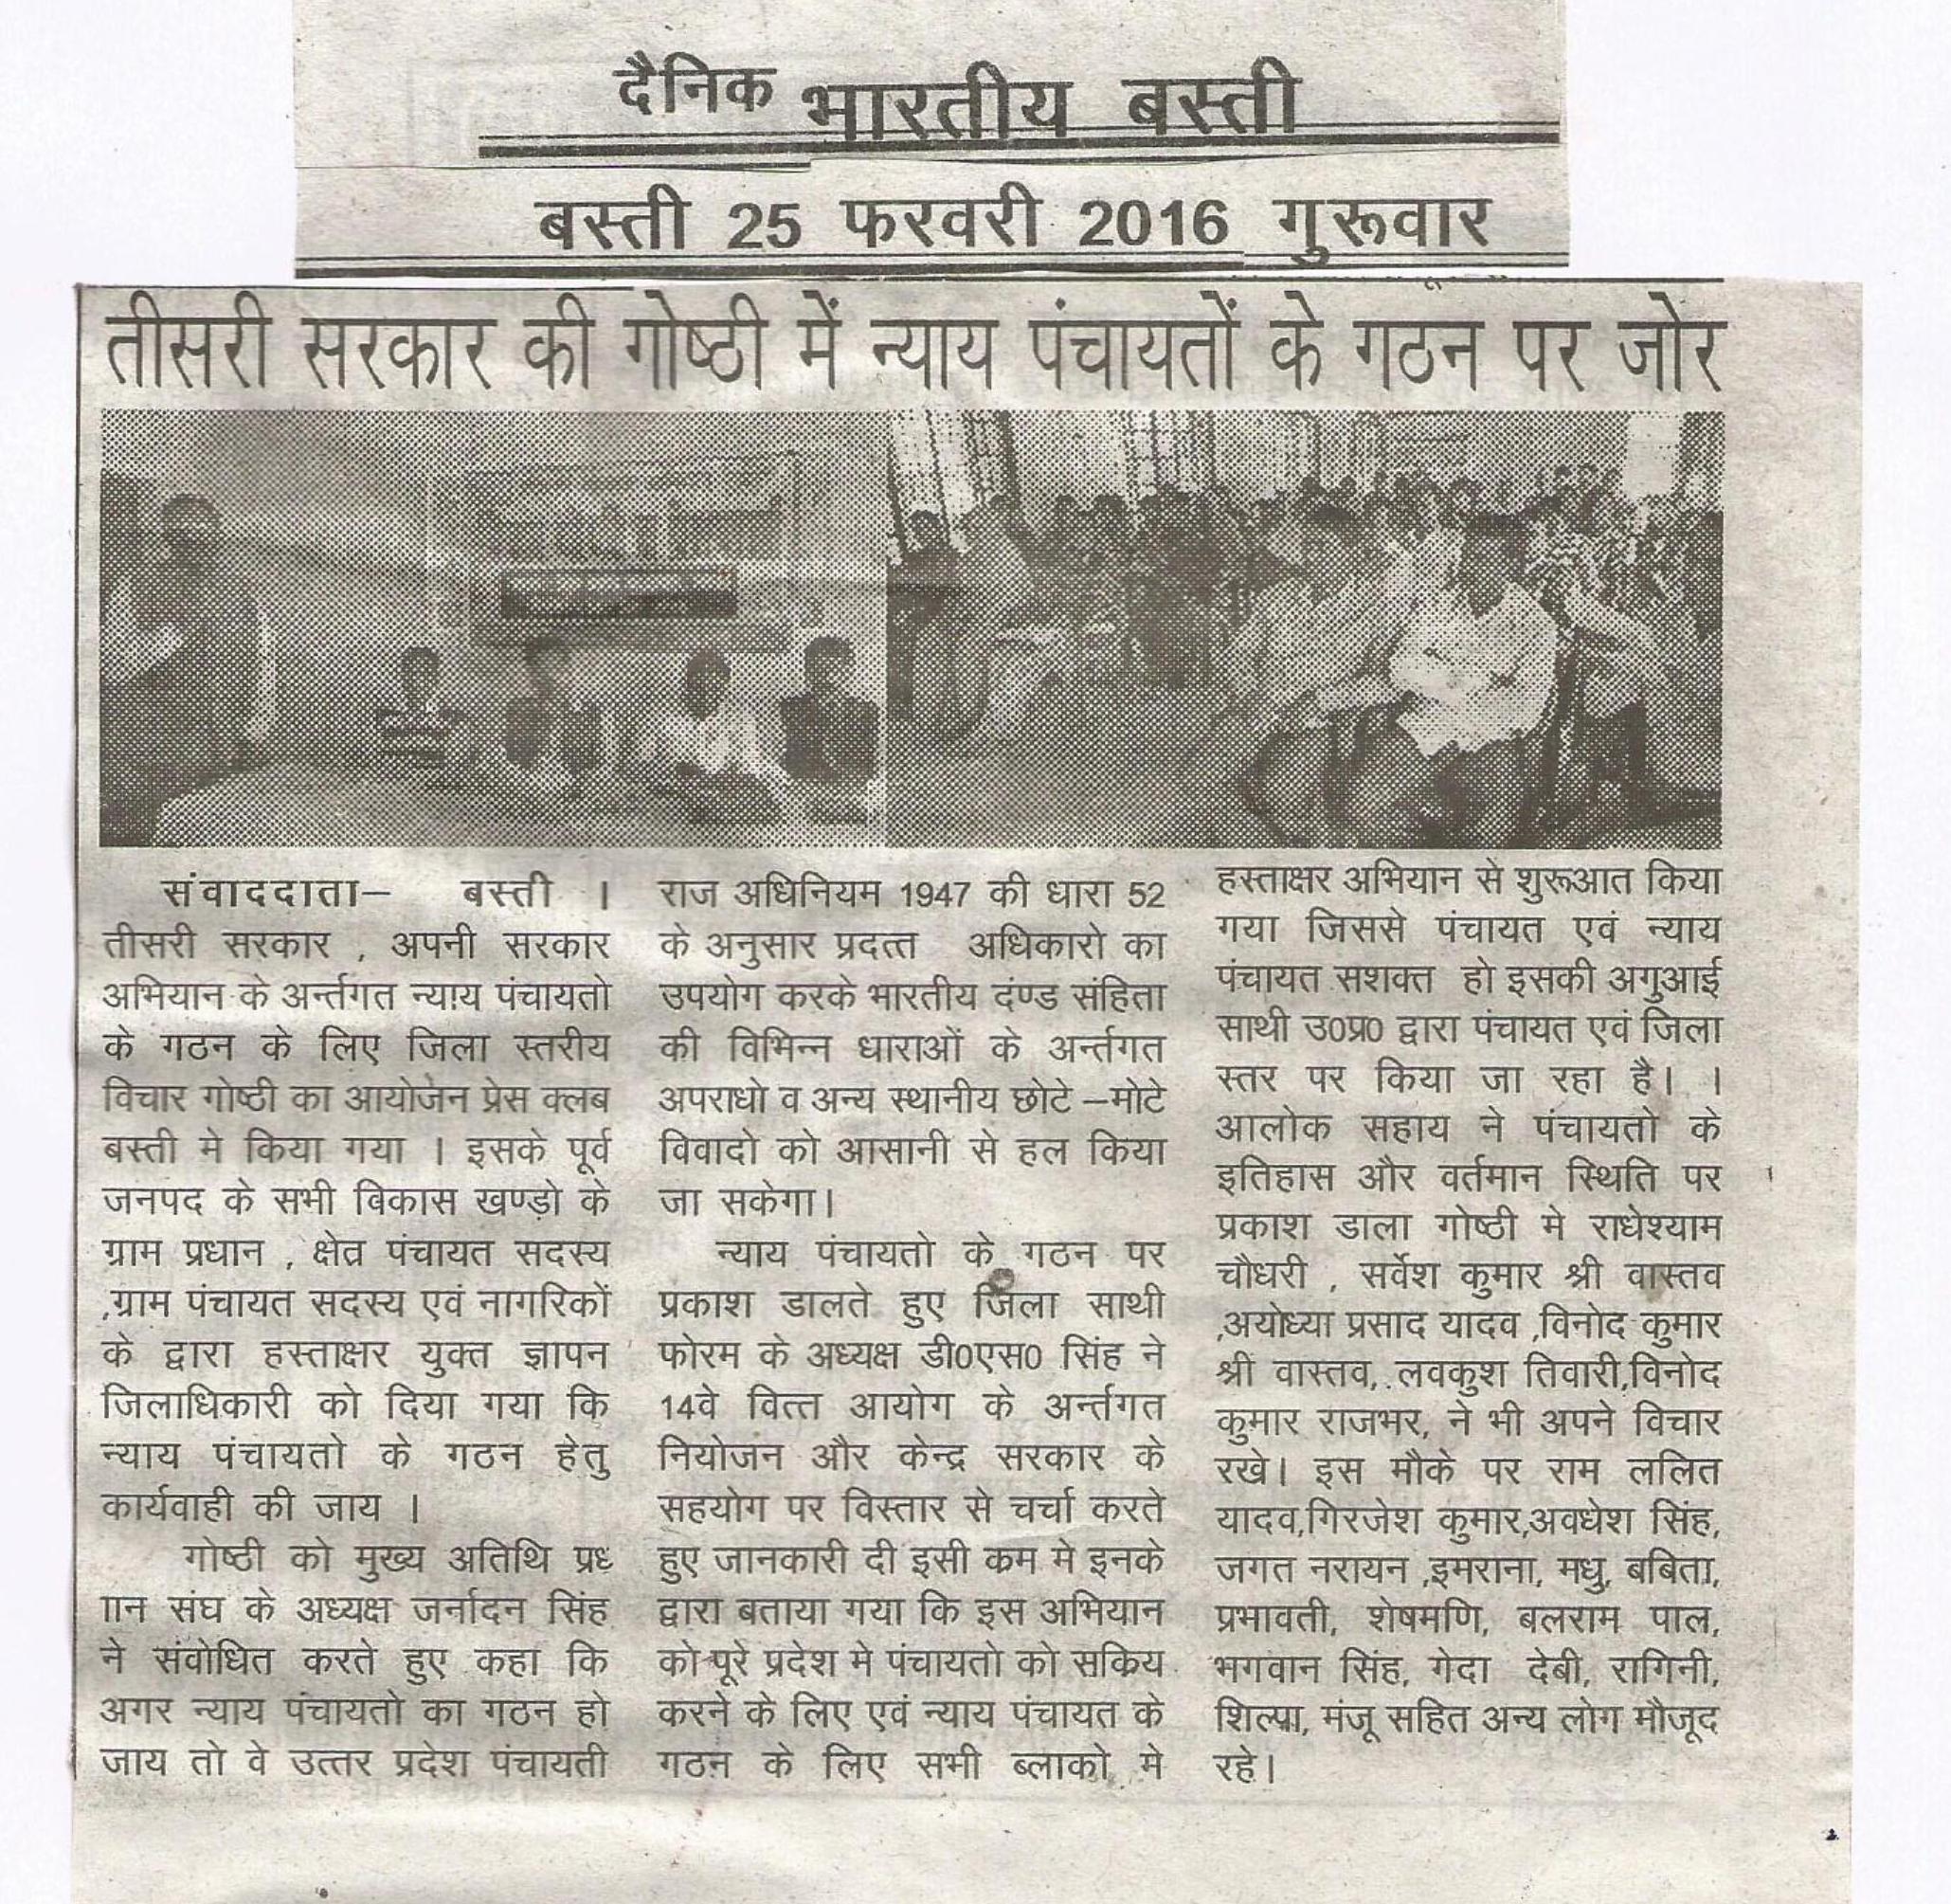 दैनिक भारतीय बस्ती
बस्ती 25 फरवरी 2016 गुरूवार
तीसरी सरकार की गोष्ठी में न्याय पंचायतों के गठन पर जोर
संवाददाता– बस्ती ।
तीसरी सरकार , अपनी सरकार
अभियान के अर्न्तगत न्याय पंचायतो
के गठन के लिए जिला स्तरीय
विचार गोष्ठी का आयोजन प्रेस क्लब
बस्ती मे किया गया । इसके पूर्व
जनपद के सभी विकास खण्ड़ो के
ग्राम प्रधान , क्षेत्र पंचायत सदस्य
,ग्राम पंचायत सदस्य एवं नागरिकों
के द्वारा हस्ताक्षर युक्त ज्ञापन
जिलाधिकारी को दिया गया कि
न्याय पंचायतो के गठन हेतु
कार्यवाही की जाय ।
गोष्ठी को मुख्य अतिथि प्रध
ाान संघ के अध्यक्ष जर्नादन सिंह
ने संवोधित करते हुए कहा कि
अगर न्याय पंचायतो का गठन हो
जाय तो वे उत्तर प्रदेश पंचायती
राज अधिनियम 1947 की धारा 52
के अनुसार प्रदत्त अधिकारो का
उपयोग करके भारतीय दंण्ड संहिता
की विभिन्न धाराओं के अर्न्तगत
अपराधो व अन्य स्थानीय छोटे –मोटे
विवादो को आसानी से हल किया
जा सकेगा।
न्याय पंचायतो के गठन पर
प्रकाश डालते हुए जिला साथी
फोरम के अध्यक्ष डी0एस0 सिंह ने
14वे वित्त आयोग के अर्न्तगत
नियोजन और केन्द्र सरकार के
सहयोग पर विस्तार से चर्चा करते
हुए जानकारी दी इसी कम मे इनके
द्वारा बताया गया कि इस अभियान
को पूरे प्रदेश मे पंचायतो को सकिय
करने के लिए एवं न्याय पंचायत के
गठन के लिए सभी ब्लाको मे
हस्ताक्षर अभियान से शुरूआत किया
गया जिससे पंचायत एवं न्याय
पंचायत सशक्त हो इसकी अगुआई
साथी उ0प्र0 द्वारा पंचायत एवं जिला
स्तर पर किया जा रहा है। ।
आलोक सहाय ने पंचायतो के
इतिहास और वर्तमान स्थिति पर
प्रकाश डाला गोष्ठी मे राधेश्याम
चौधरी , सर्वेश कुमार श्री वास्तव
,अयोध्या प्रसाद यादव ,विनोद कुमार
श्री वास्तव, लवकुश तिवारी,विनोद
कुमार राजभर, ने भी अपने विचार
रखे। इस मौके पर राम ललित
यादव,गिरजेश कुमार,अवधेश सिंह,
जगत नरायन ,इमराना, मधु, बबिता,
प्रभावती, शेषमणि, बलराम पाल,
भगवान सिंह, गेदा देबी, रागिनी,
शिल्पा, मंजू सहित अन्य लोग मौजूद
रहे।